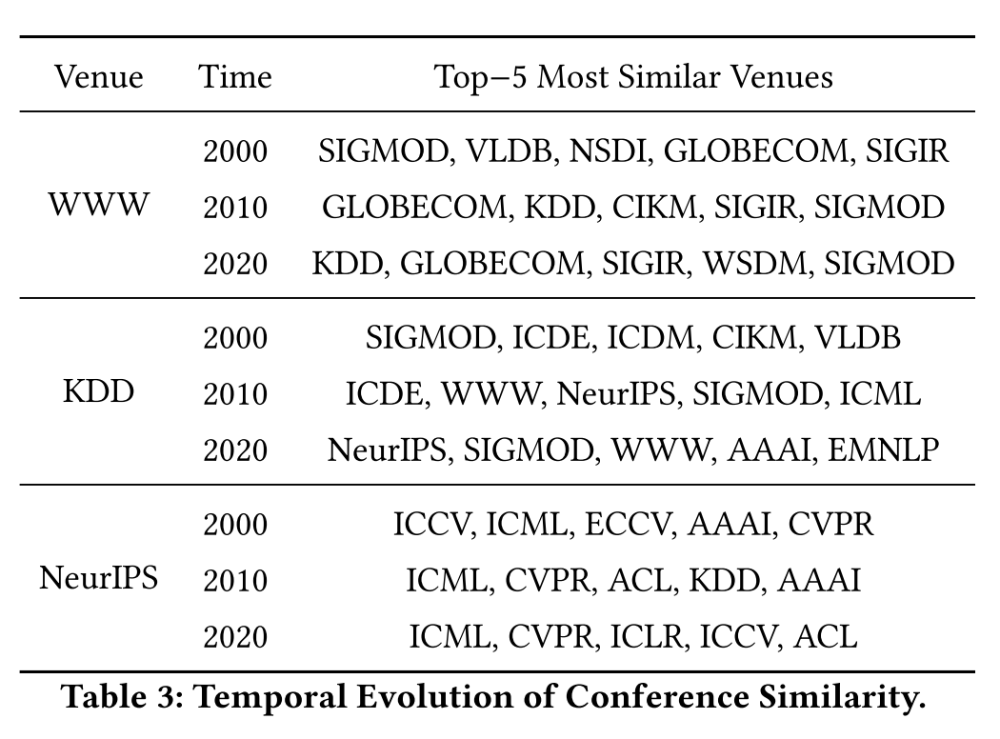 Venue Time Top−5 Most Similar Venues
2000 SIGMOD, VLDB, NSDI, GLOBECOM, SIGIR
WWW 2010 GLOBECOM, KDD, CIKM, SIGIR, SIGMOD
2020 KDD, GLOBECOM, SIGIR, WSDM, SIGMOD
2000 SIGMOD, ICDE, ICDM, CIKM, VLDB
KDD 2010 ICDE, WWW, NeurIPS, SIGMOD, ICML
2020 NeurIPS, SIGMOD, WWW, AAAI, EMNLP
2000 ICCV, ICML, ECCV, AAAI, CVPR
NeurIPS 2010 ICML, CVPR, ACL, KDD, AAAI
2020 ICML, CVPR, ICLR, ICCV, ACL
Table 3: Temporal Evolution of Conference Similarity.